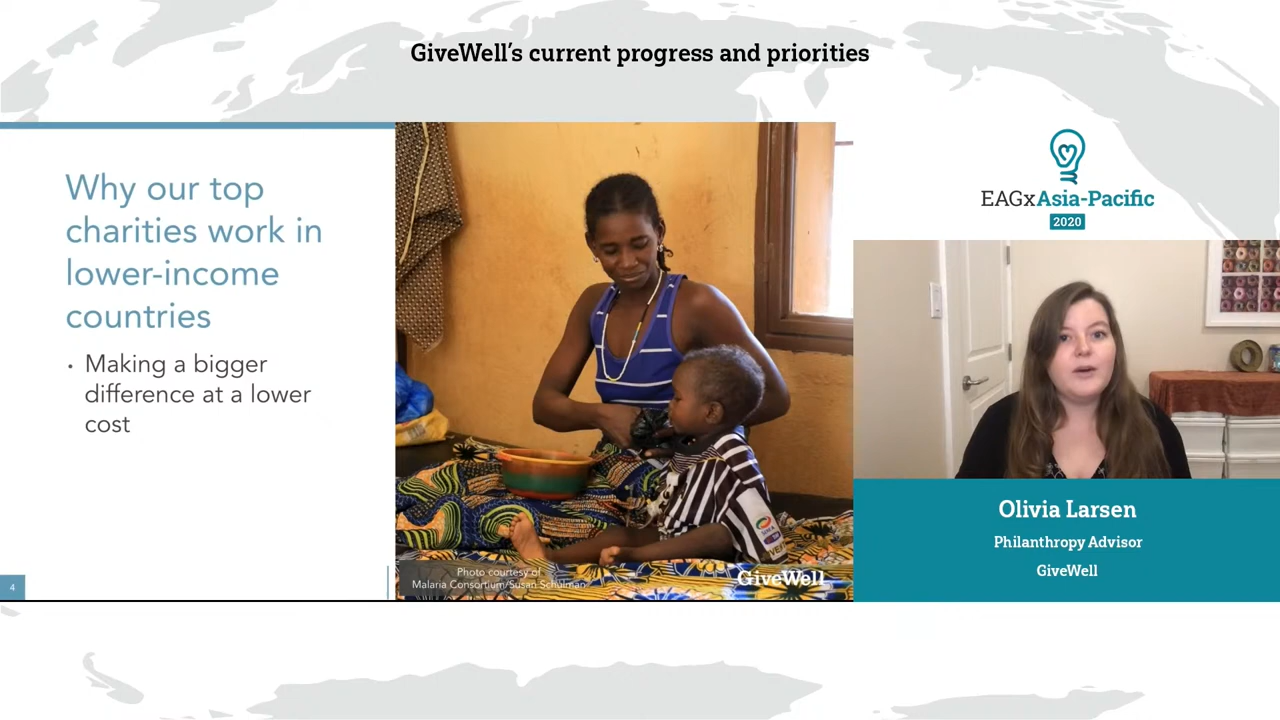 GiveWell’s current progress and priorities
Why our top
charities work in
lower-income
countries
• Making a bigger
difference at a lower
cost
4
Photo courtesy of
Malaria Consortium/Susan Schulman
GiveWell
EAGxAsia-Pacific
2020
Olivia Larsen
Philanthropy Advisor
GiveWell